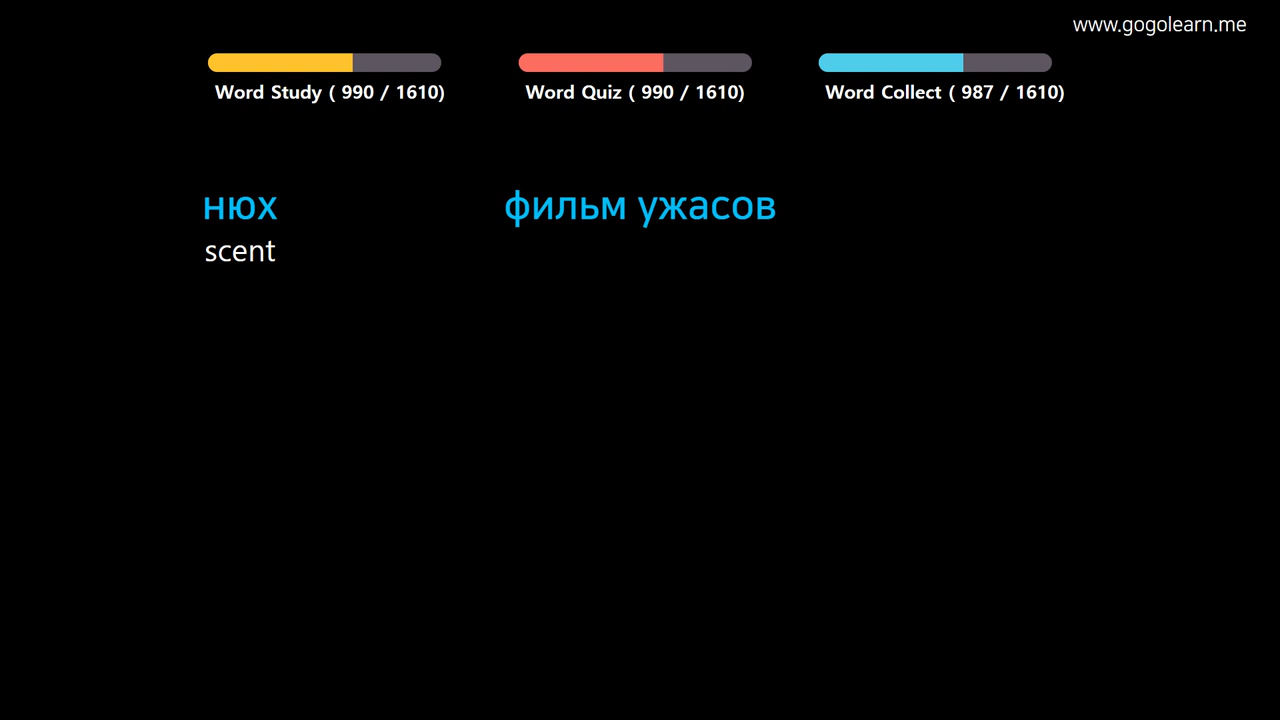 www.gogolearn.me
Word Study ( 990 / 1610)
Word Quiz ( 990 / 1610)
Word Collect ( 987 / 1610)
нюх
scent
фильм ужасов